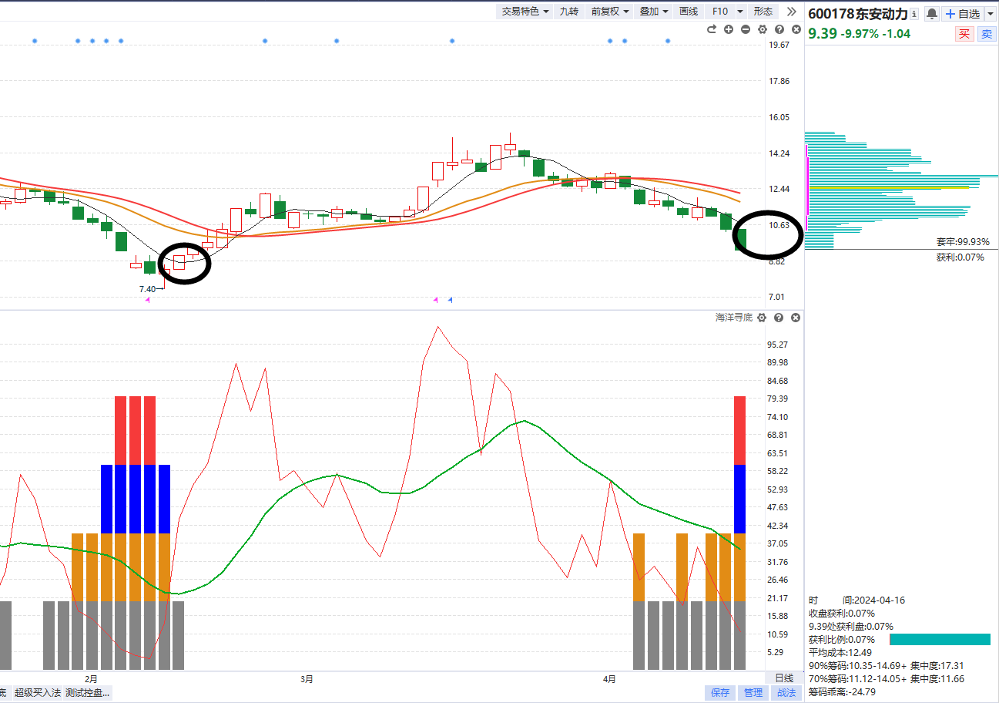 交易特色 九转 前复权 叠加 画线 F10 形态
600178东安动力 自选
9.39 -9.97% -1.04 买 卖
19.67
17.86
16.05
14.24
12.44
10.63
8.82
7.01
7.40
套牢:99.93%
获利:0.07%
海洋寻底
95.27
89.98
84.68
79.39
74.10
68.81
63.51
58.22
52.93
47.63
42.34
37.05
31.76
26.46
21.17
15.88
10.59
5.29
时 间:2024-04-16
收盘获利:0.07%
9.39处获利盘:0.07%
获利比例:0.07%
平均成本:12.49
90%筹码:10.35-14.69+ 集中度:17.31
70%筹码:11.12-14.05+ 集中度:11.66
筹码乖离:-24.79
2月 3月 4月 日线
底 超级买入法 测试控盘... 保存 管理 战法